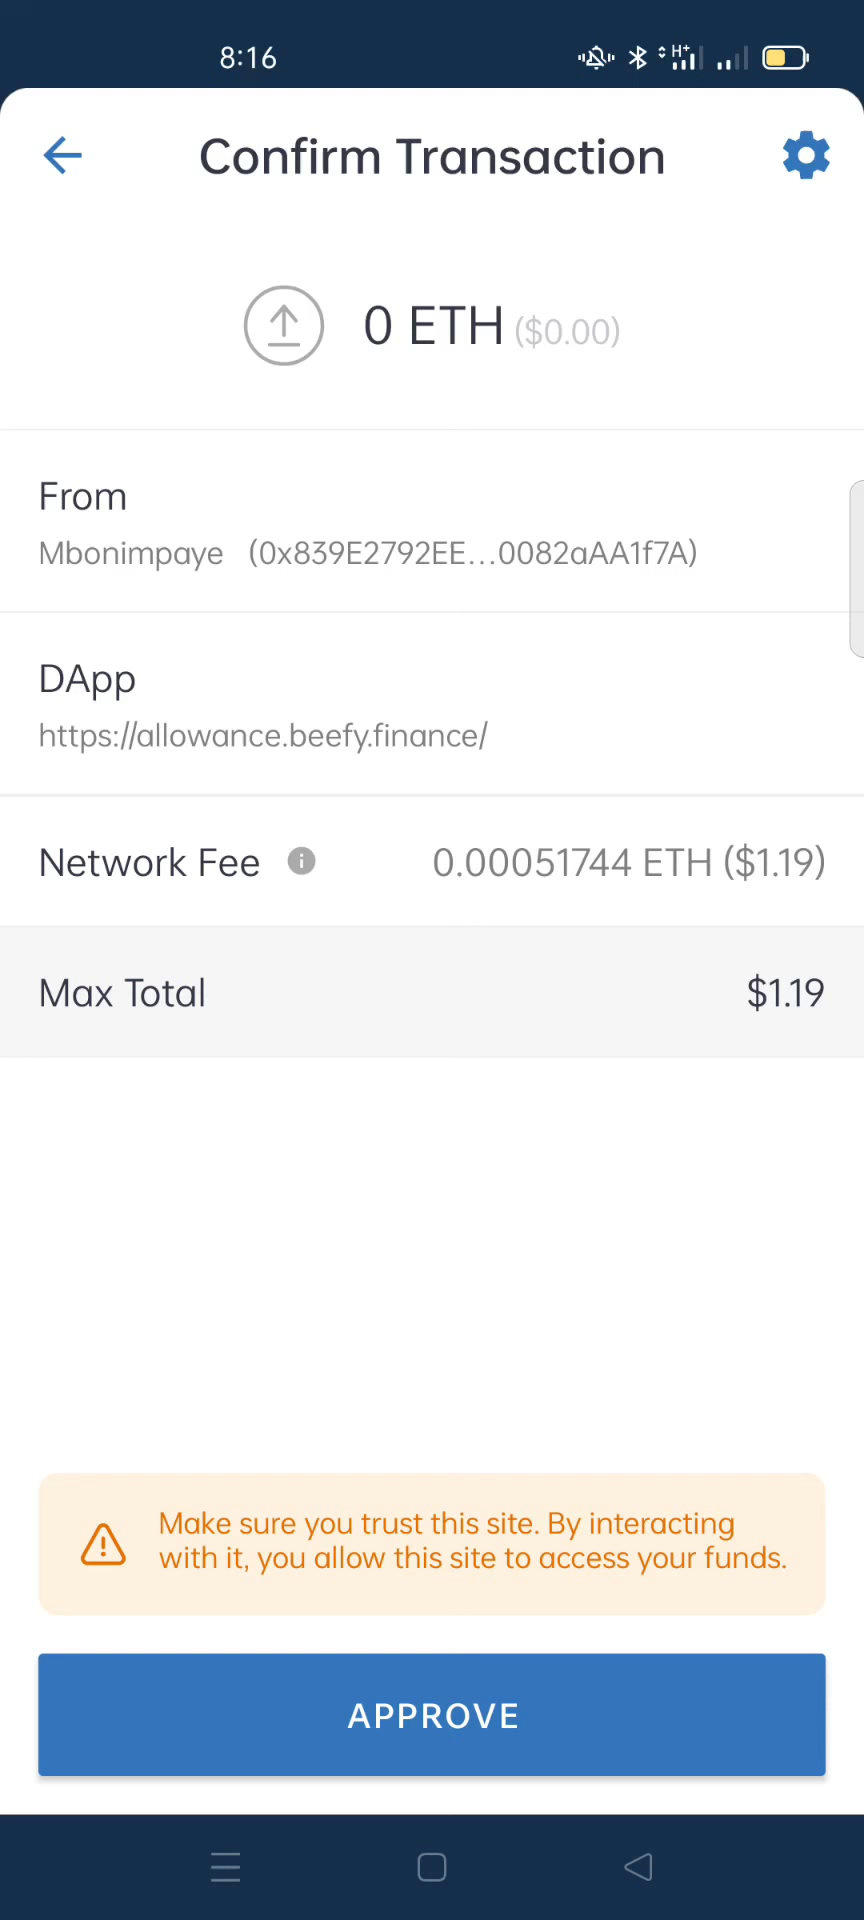 8:16
H+
Confirm Transaction
0 ETH ($0.00)
From
Mbonimpaye (0x839E2792EE...0082aAA1f7A)
DApp
https://allowance.beefy.finance/
Network Fee 0.00051744 ETH ($1.19)
Max Total $1.19
Make sure you trust this site. By interacting
with it, you allow this site to access your funds.
APPROVE